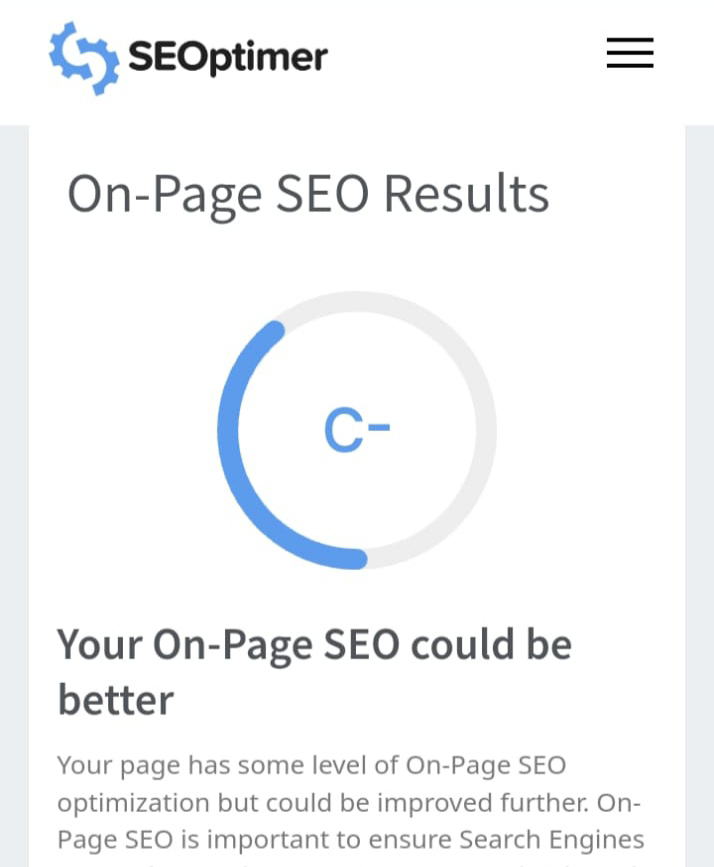 SEOptimer
On-Page SEO Results
C-
Your On-Page SEO could be
better
Your page has some level of On-Page SEO
optimization but could be improved further. On-
Page SEO is important to ensure Search Engines